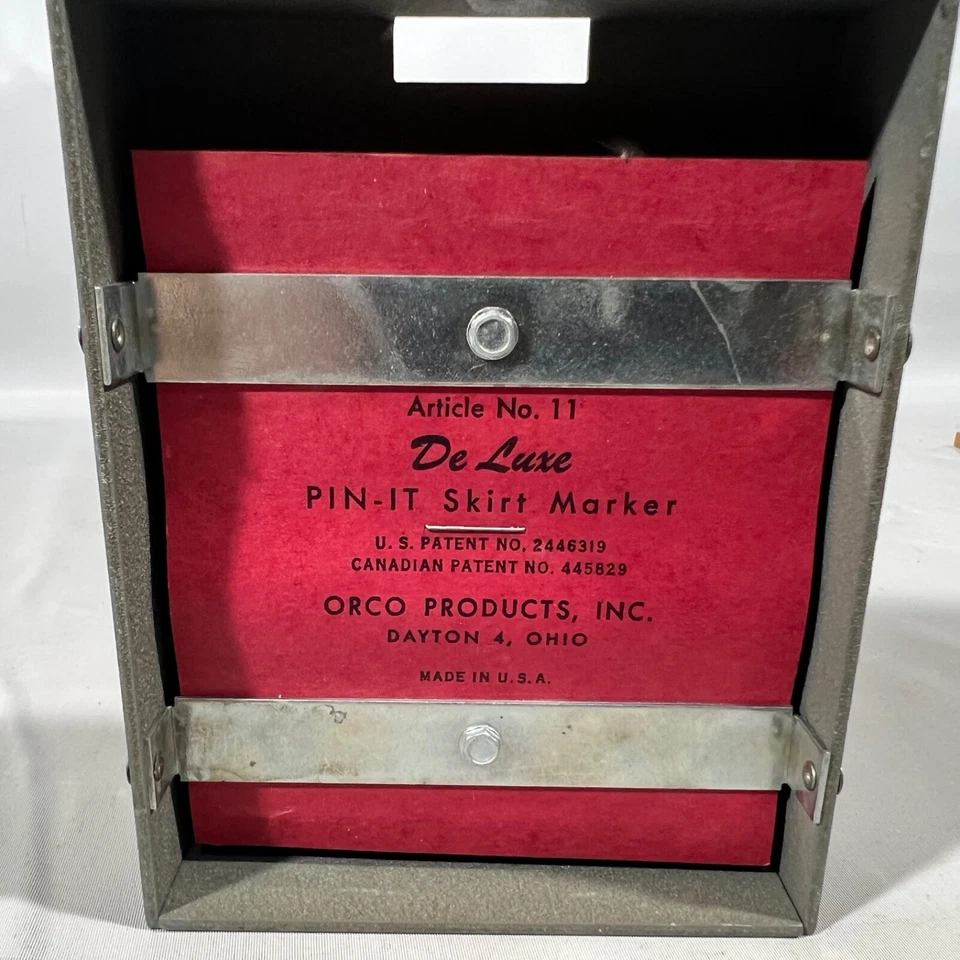 Article No. 11
De Luxe
PIN-IT Skirt Marker
U. S. PATENT NO. 2446319
CANADIAN PATENT NO. 445829
ORCO PRODUCTS, INC.
DAYTON 4, OHIO
MADE IN U.S.A.